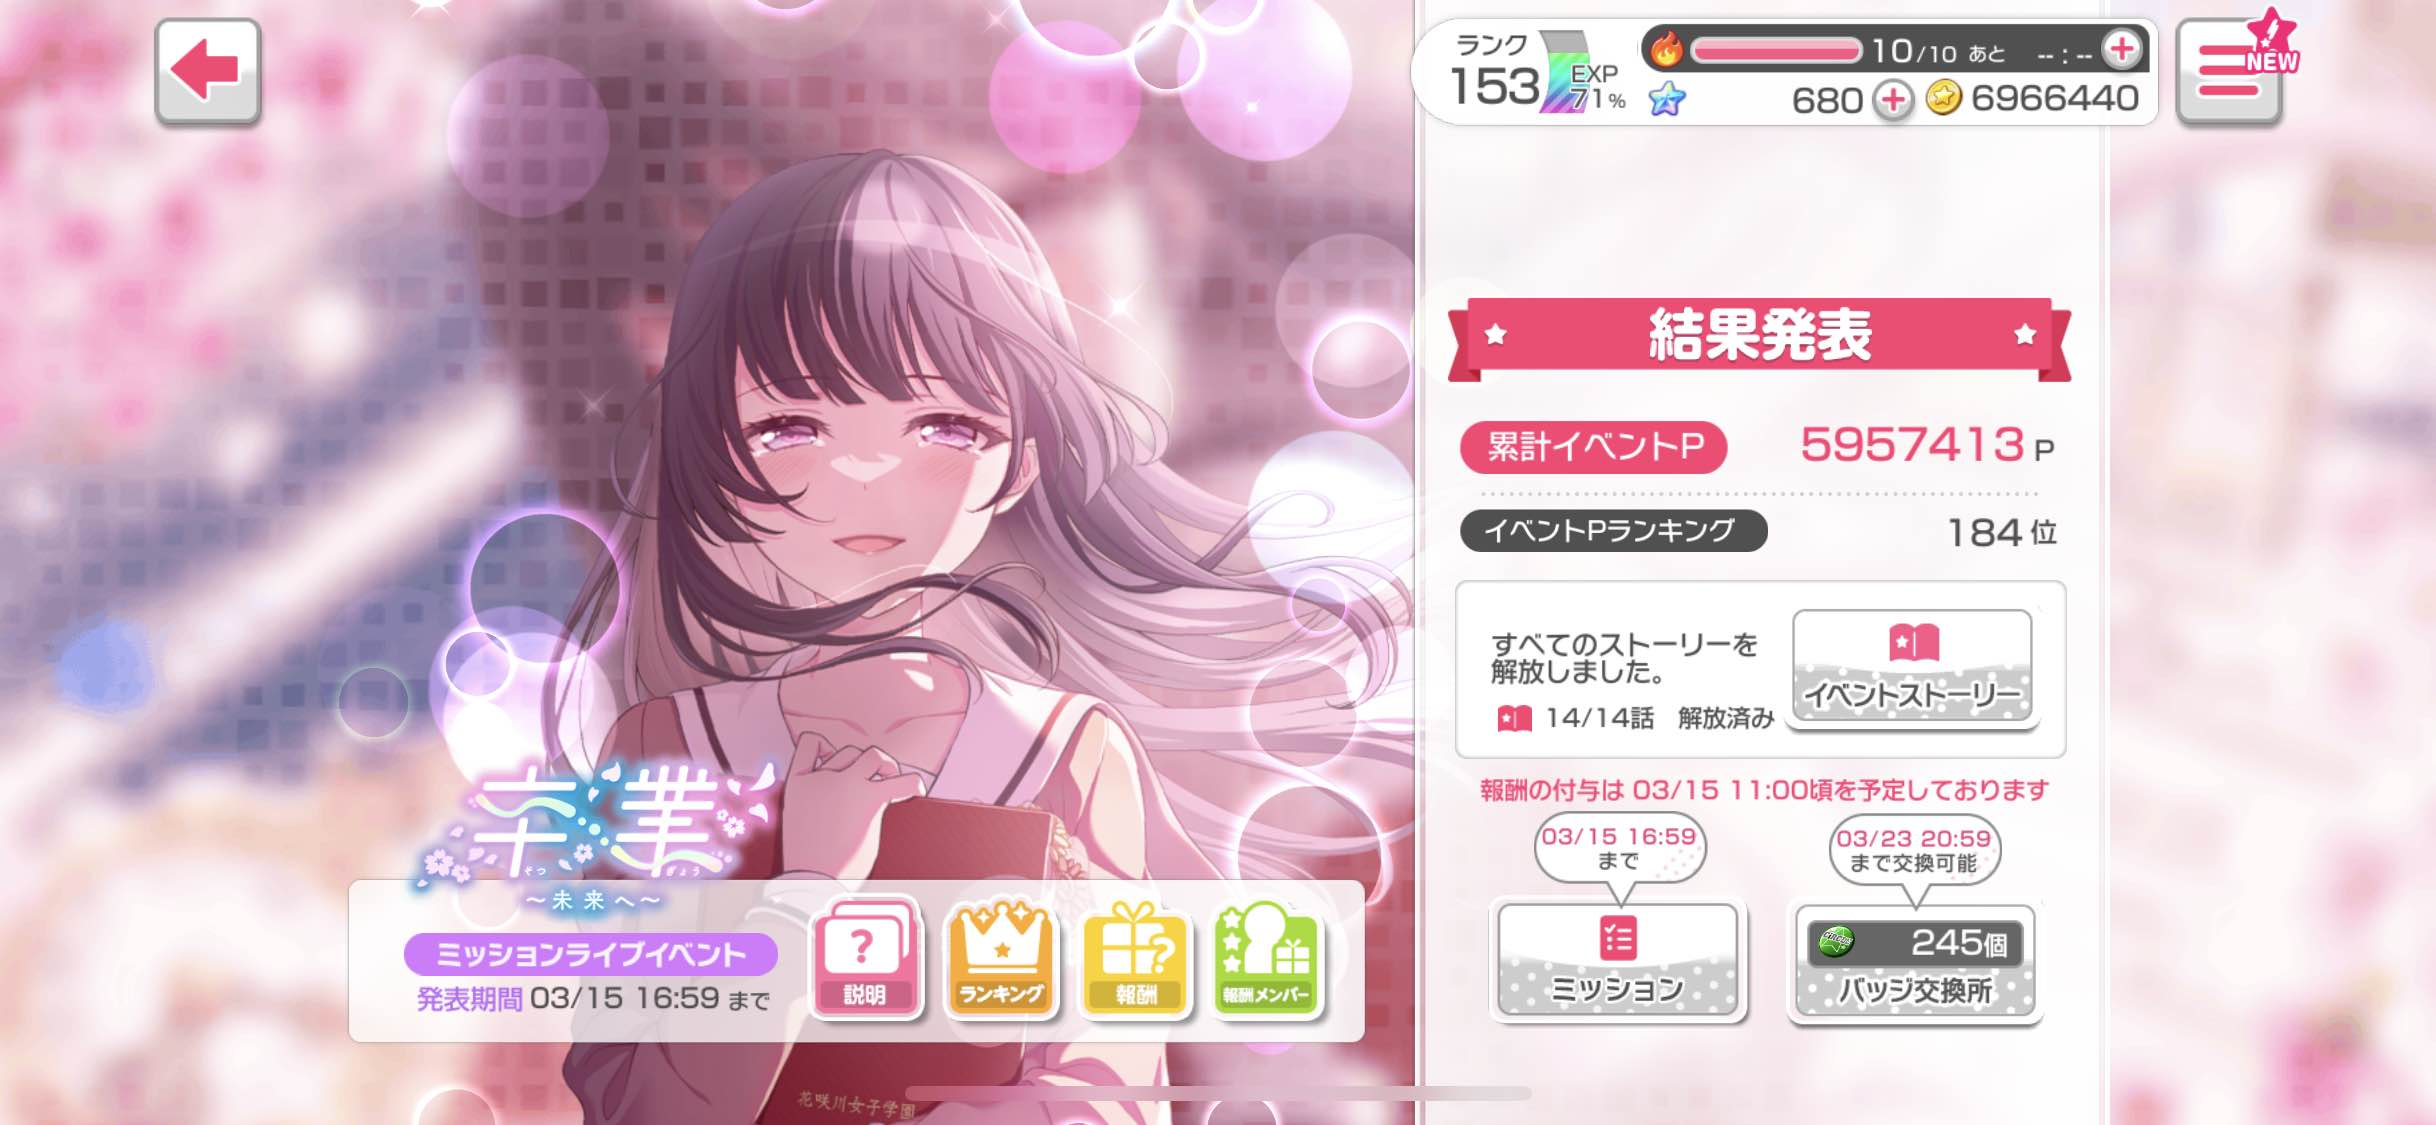 ランク
153
EXP
71%
10/10 あと --:--
680
6966440
NEW
結果発表
累計イベントP 5957413 P
イベントPランキング 184 位
すべてのストーリーを
解放しました。
14/14話 解放済み
イベントストーリー
報酬の付与は 03/15 11:00頃を予定しております
03/15 16:59
まで
ミッション
03/23 20:59
まで交換可能
245個
バッジ交換所
卒業
そつ ぎょう
~未来へ~
ミッションライブイベント
発表期間 03/15 16:59 まで
説明
ランキング
報酬
報酬メンバー
花咲川女子学園